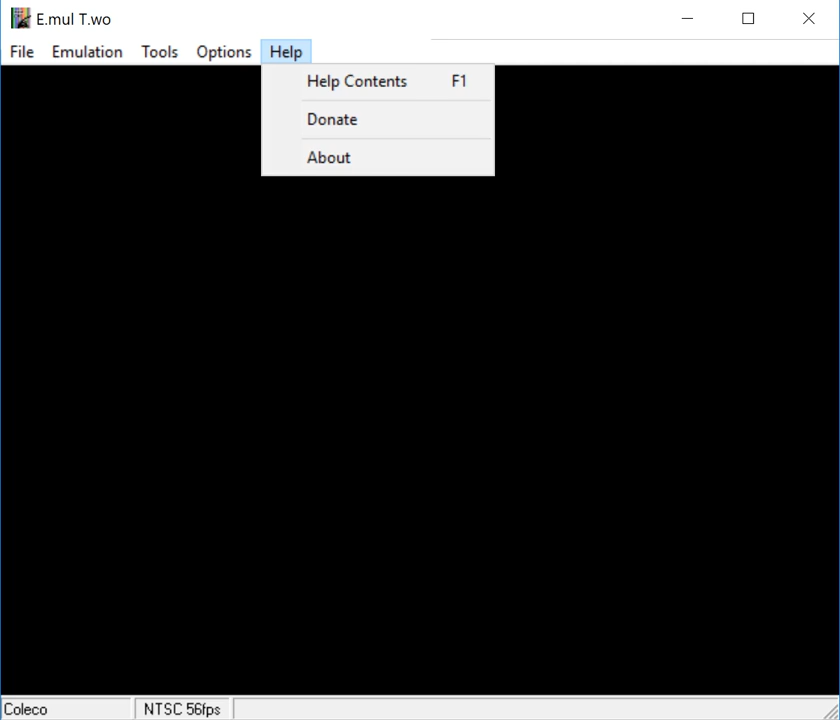 E.mul T.wo
File Emulation Tools Options Help
Help Contents F1
Donate
About
Coleco NTSC 56fps